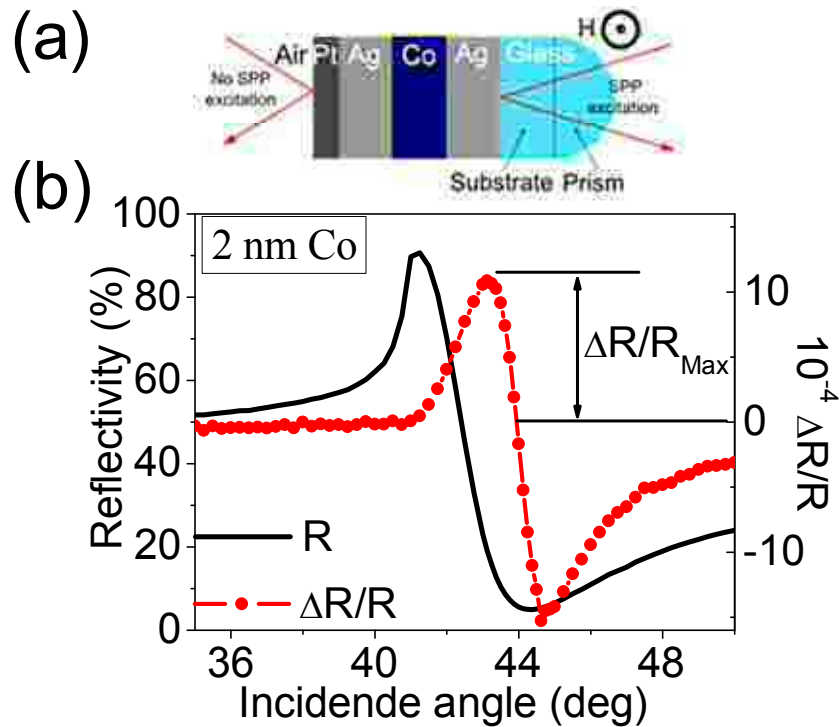 (a)
H
Air Pt Ag Co Ag Glass
No SPP
excitation
SPP
excitation
Substrate Prism
(b)
2 nm Co
100
80
60
40
20
0
Reflectivity (%)
10
0
-10
10⁻⁴ ΔR/R
ΔR/R_Max
R
ΔR/R
36 40 44 48
Incidende angle (deg)